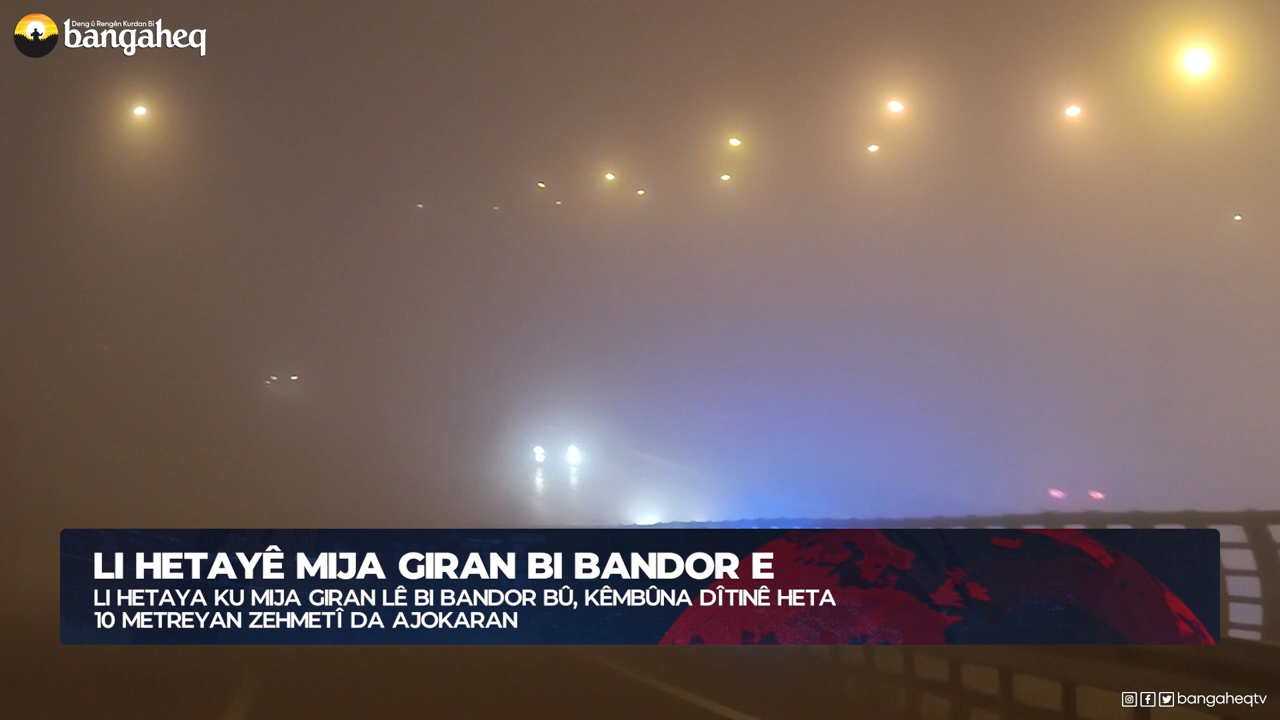 Deng û Rengên Kurdan Bi
bangaheq
LI HETAYÊ MIJA GIRAN BI BANDOR E
LI HETAYA KU MIJA GIRAN LÊ BI BANDOR BÛ, KÊMBÛNA DÎTINÊ HETA
10 METREYAN ZEHMETÎ DA AJOKARAN
bangaheqtv